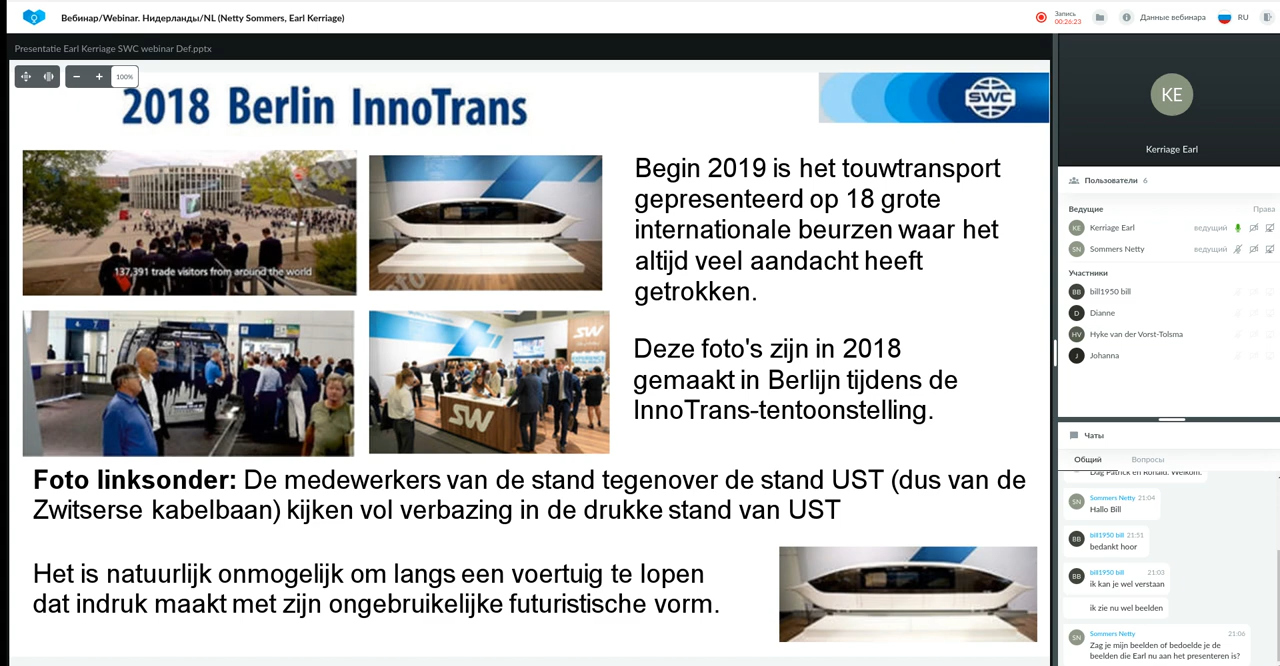 Вебинар/Webinar. Нидерланды/NL (Netty Sommers, Earl Kerriage)
Запись
00:26:23
Данные вебинара
RU
Presentatie Earl Kerriage SWC webinar Def.pptx
100%
2018 Berlin InnoTrans
SWC
137,391 trade visitors from around the world
SW
SW
Begin 2019 is het touwtransport
gepresenteerd op 18 grote
internationale beurzen waar het
altijd veel aandacht heeft
getrokken.
Deze foto's zijn in 2018
gemaakt in Berlijn tijdens de
InnoTrans-tentoonstelling.
Foto linksonder: De medewerkers van de stand tegenover de stand UST (dus van de
Zwitserse kabelbaan) kijken vol verbazing in de drukke stand van UST
Het is natuurlijk onmogelijk om langs een voertuig te lopen
dat indruk maakt met zijn ongebruikelijke futuristische vorm.
KE
Kerriage Earl
Пользователи 6
Ведущие Права
KE Kerriage Earl ведущий
SN Sommers Netty ведущий
Участники
BB bill1950 bill
D Dianne
HV Hyke van der Vorst-Tolsma
J Johanna
Чаты
Общий Вопросы
Dag Patrick en Ronald. Welkom.
SN Sommers Netty 21:04
Hallo Bill
BB bill1950 bill 21:51
bedankt hoor
BB bill1950 bill 21:03
ik kan je wel verstaan
ik zie nu wel beelden
SN Sommers Netty 21:06
Zag je mijn beelden of bedoelde je de
beelden die Earl nu aan het presenteren is?